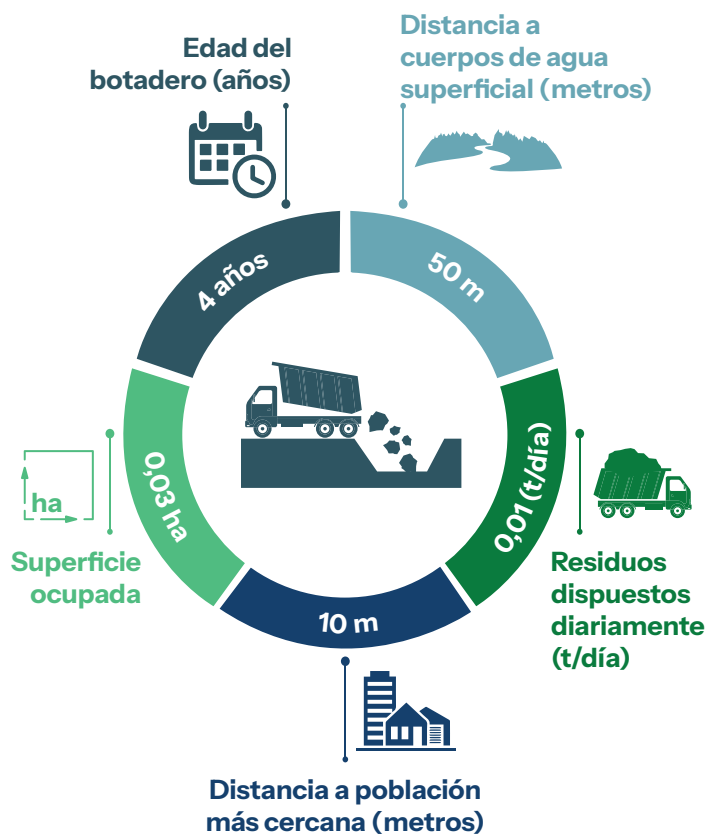 Edad del
botadero (años)
Distancia a
cuerpos de agua
superficial (metros)
4 años
50 m
0,03 ha
0,01 (t/día)
10 m
ha
Superficie
ocupada
Residuos
dispuestos
diariamente
(t/día)
Distancia a población
más cercana (metros)